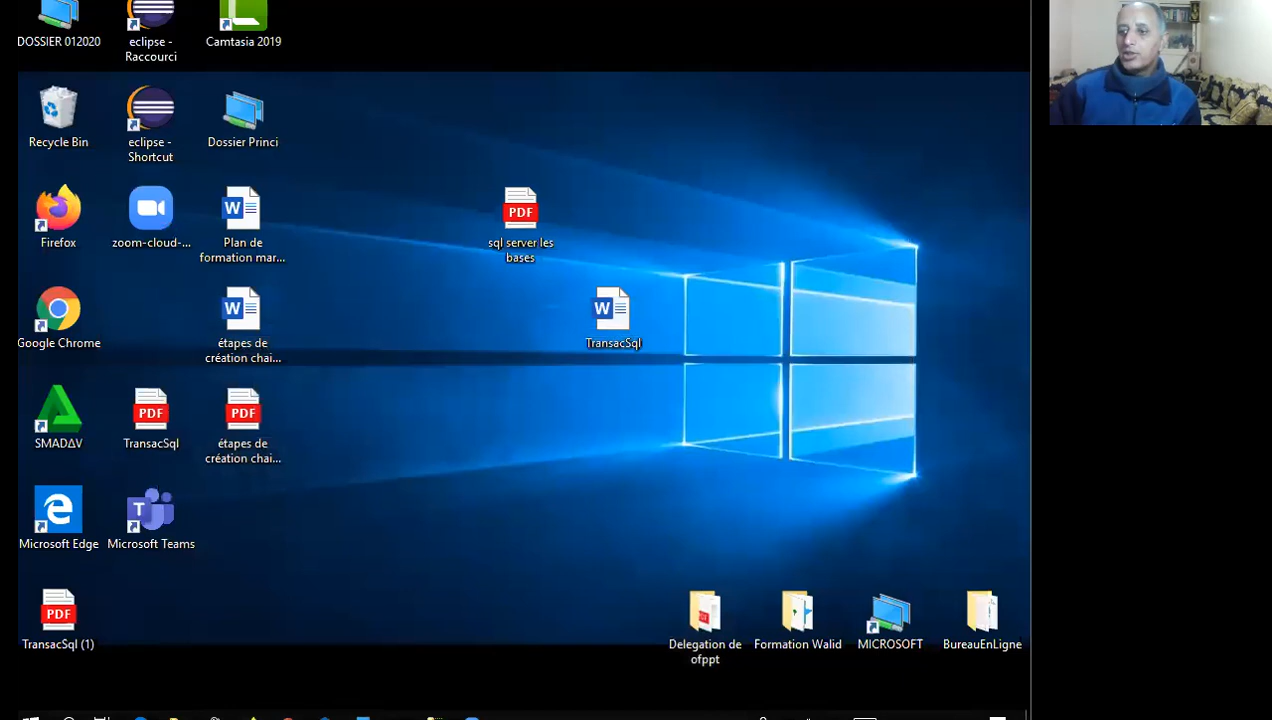 DOSSIER 012020
eclipse -
Raccourci
Camtasia 2019
Recycle Bin
eclipse -
Shortcut
Dossier Princi
Firefox
zoom-cloud-...
Plan de
formation mar...
sql server les
bases
Google Chrome
étapes de
création chai...
TransacSql
SMADΔV
PDF
TransacSql
PDF
étapes de
création chai...
Microsoft Edge
Microsoft Teams
PDF
TransacSql (1)
Delegation de
ofppt
Formation Walid
MICROSOFT
BureauEnLigne